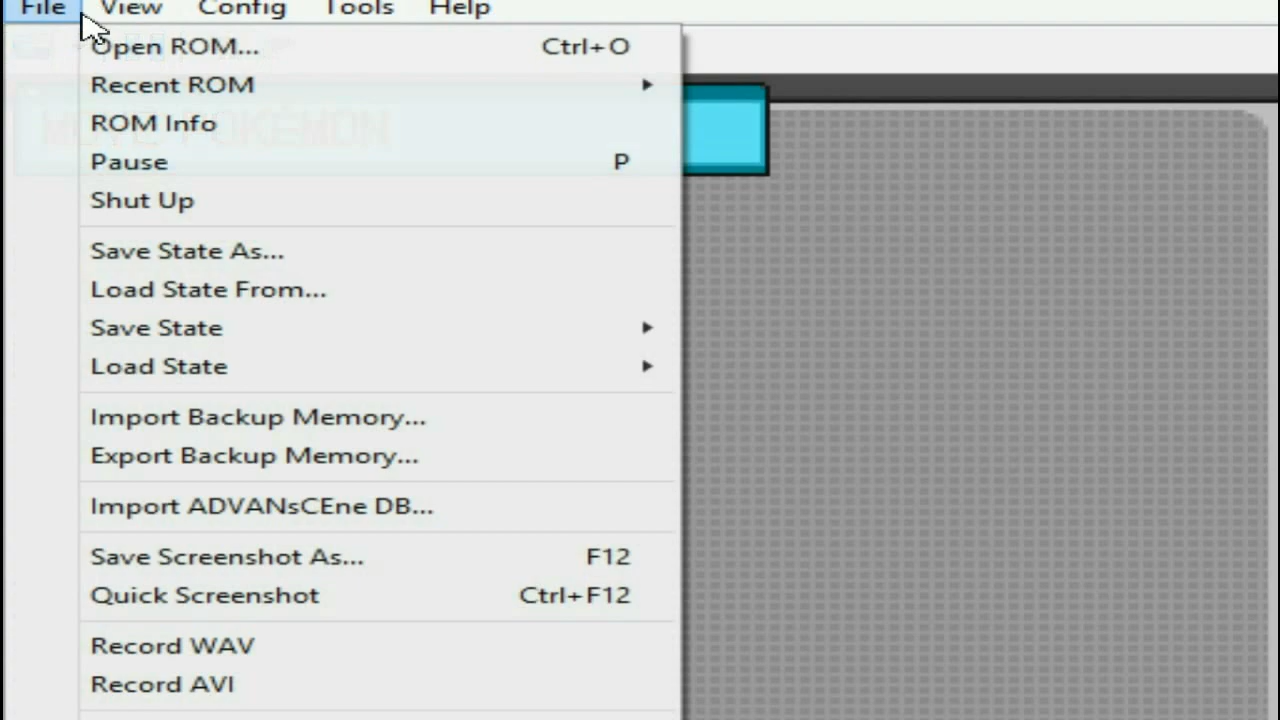 File View Config Tools Help
Open ROM... Ctrl+O
Recent ROM
MOVE POKÉMON
ROM Info
Pause P
Shut Up
Save State As...
Load State From...
Save State
Load State
Import Backup Memory...
Export Backup Memory...
Import ADVANsCEne DB...
Save Screenshot As... F12
Quick Screenshot Ctrl+F12
Record WAV
Record AVI